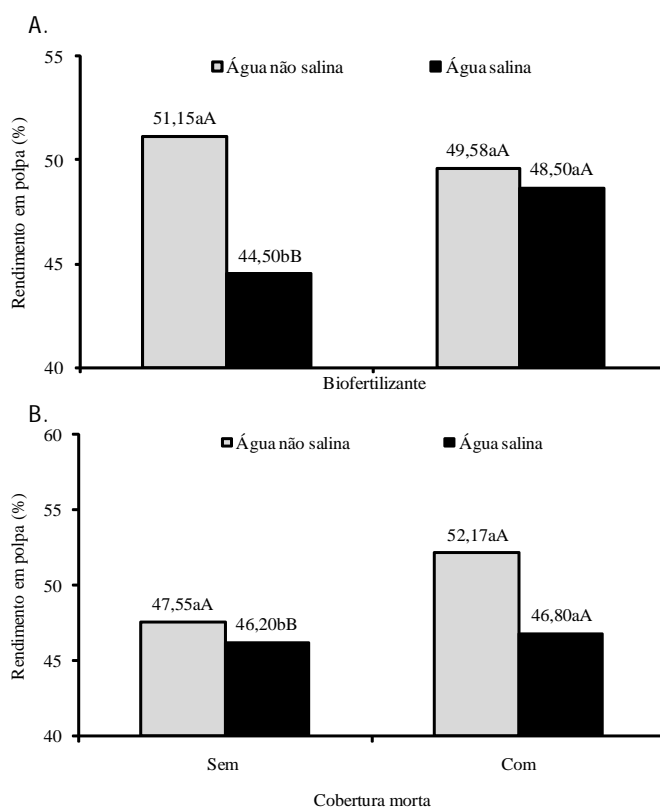 A.
55
50
45
40
Rendimento em polpa (%)
Água não salina
Água salina
51,15aA
44,50bB
49,58aA
48,50aA
Biofertilizante
B.
60
55
50
45
40
Rendimento em polpa (%)
Água não salina
Água salina
47,55aA
46,20bB
52,17aA
46,80aA
Sem
Com
Cobertura morta